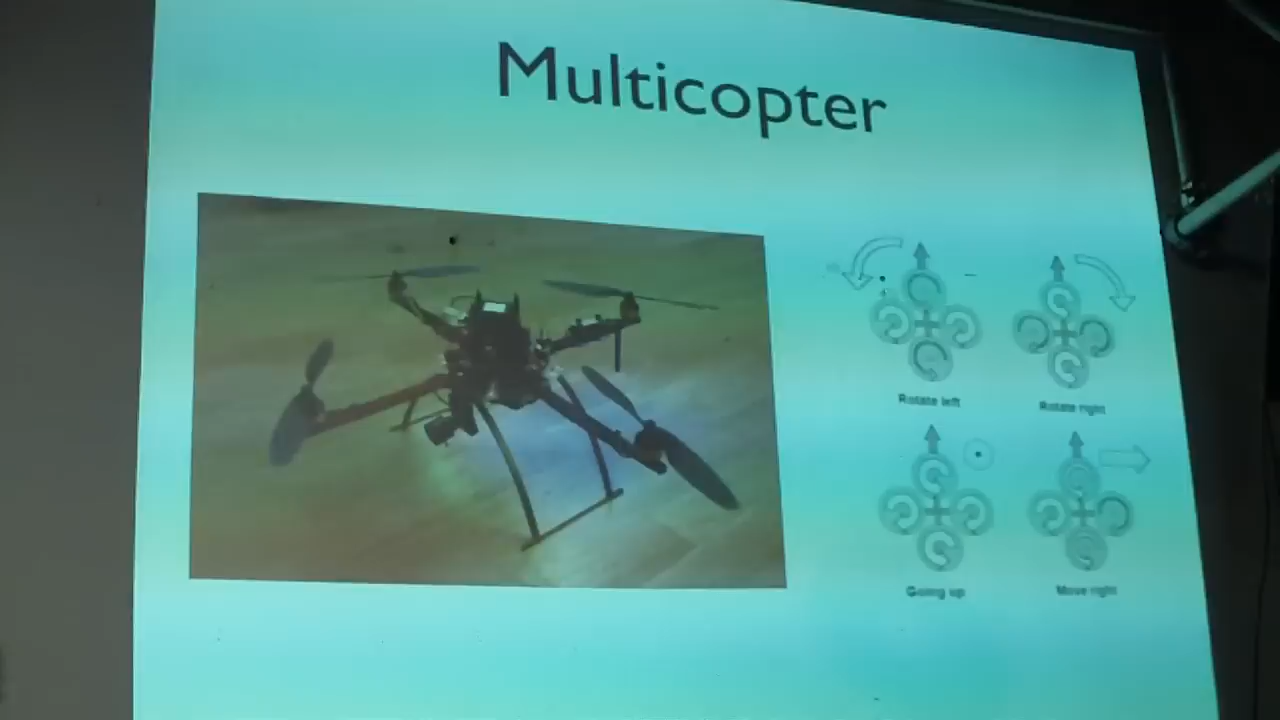 Multicopter
Rotate left
Rotate right
Going up
Move right